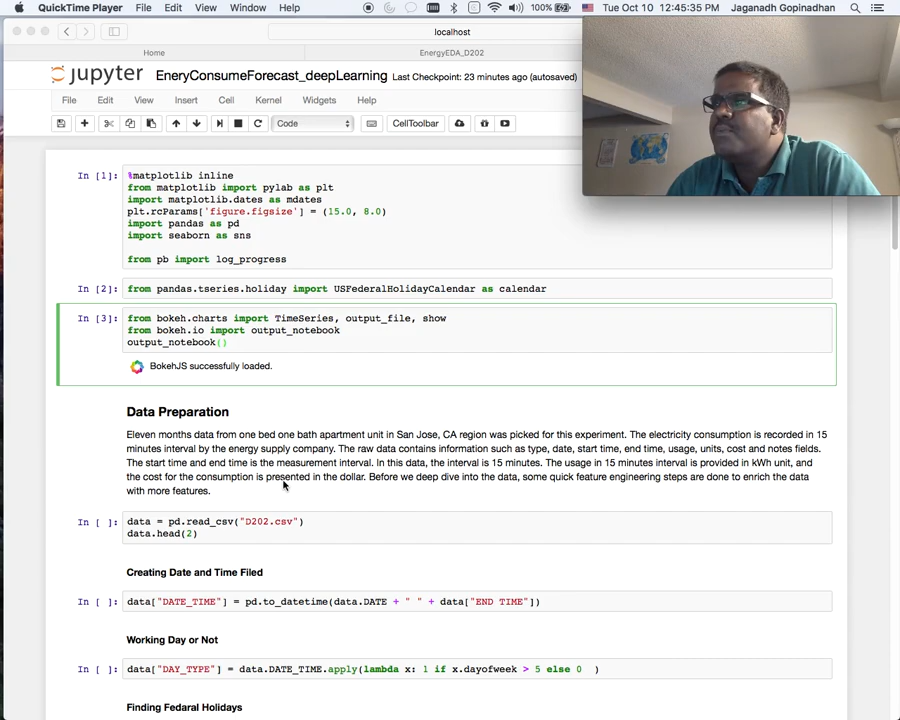 QuickTime Player File Edit View Window Help 100% Tue Oct 10 12:45:35 PM Jaganadh Gopinadhan
localhost
Home EnergyEDA_D202
jupyter EneryConsumeForecast_deepLearning Last Checkpoint: 23 minutes ago (autosaved)
File Edit View Insert Cell Kernel Widgets Help
Code CellToolbar
In [1]: %matplotlib inline
from matplotlib import pylab as plt
import matplotlib.dates as mdates
plt.rcParams['figure.figsize'] = (15.0, 8.0)
import pandas as pd
import seaborn as sns
from pb import log_progress
In [2]: from pandas.tseries.holiday import USFederalHolidayCalendar as calendar
In [3]: from bokeh.charts import TimeSeries, output_file, show
from bokeh.io import output_notebook
output_notebook()
BokehJS successfully loaded.
Data Preparation
Eleven months data from one bed one bath apartment unit in San Jose, CA region was picked for this experiment. The electricity consumption is recorded in 15
minutes interval by the energy supply company. The raw data contains information such as type, date, start time, end time, usage, units, cost and notes fields.
The start time and end time is the measurement interval. In this data, the interval is 15 minutes. The usage in 15 minutes interval is provided in kWh unit, and
the cost for the consumption is presented in the dollar. Before we deep dive into the data, some quick feature engineering steps are done to enrich the data
with more features.
In [ ]: data = pd.read_csv("D202.csv")
data.head(2)
Creating Date and Time Filed
In [ ]: data["DATE_TIME"] = pd.to_datetime(data.DATE + " " + data["END TIME"])
Working Day or Not
In [ ]: data["DAY_TYPE"] = data.DATE_TIME.apply(lambda x: 1 if x.dayofweek > 5 else 0 )
Finding Fedaral Holidays